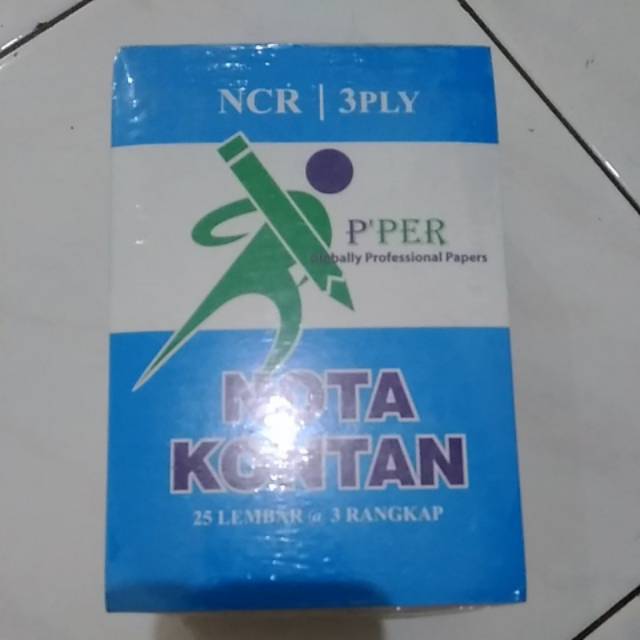 NCR | 3PLY
P'PER
Globally Professional Papers
NOTA
KONTAN
25 LEMBAR @ 3 RANGKAP